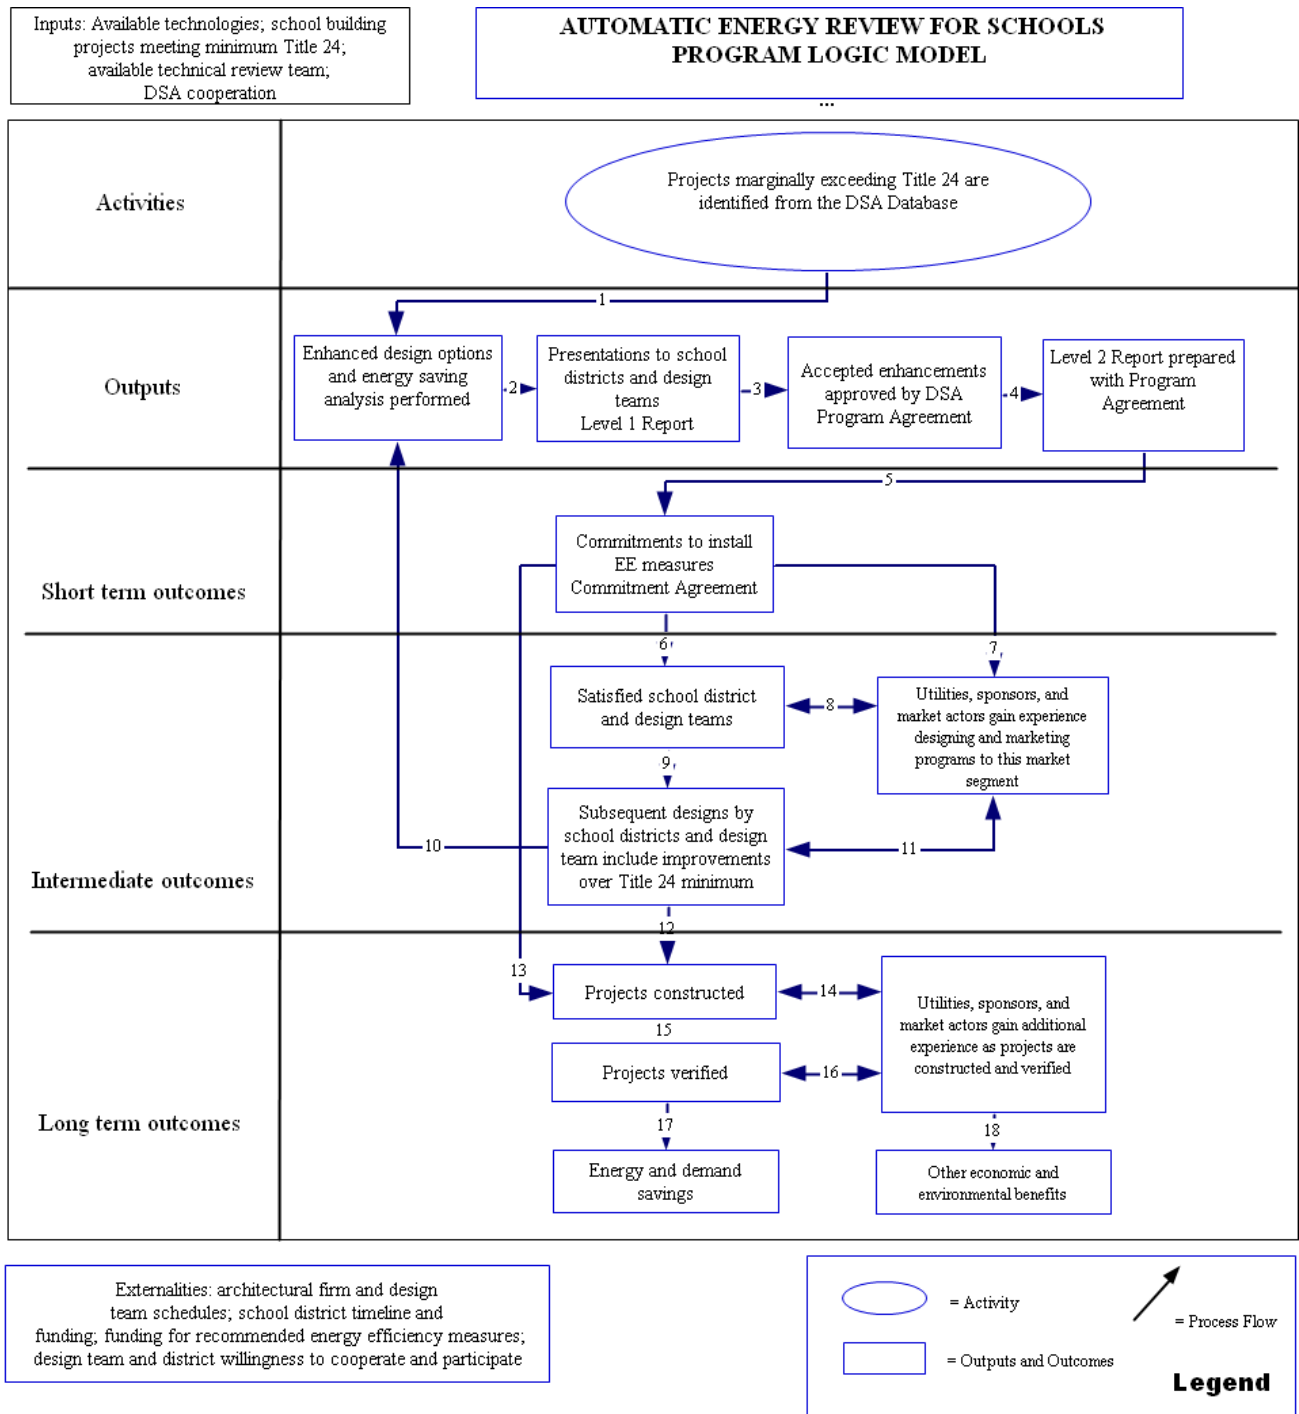 Inputs: Available technologies; school building
projects meeting minimum Title 24;
available technical review team;
DSA cooperation
AUTOMATIC ENERGY REVIEW FOR SCHOOLS
PROGRAM LOGIC MODEL
...
Activities
Projects marginally exceeding Title 24 are
identified from the DSA Database
1
Outputs
Enhanced design options
and energy saving
analysis performed
2
Presentations to school
districts and design
teams
Level 1 Report
3
Accepted enhancements
approved by DSA
Program Agreement
4
Level 2 Report prepared
with Program
Agreement
5
Short term outcomes
Commitments to install
EE measures
Commitment Agreement
6
7
Intermediate outcomes
Satisfied school district
and design teams
8
Utilities, sponsors, and
market actors gain experience
designing and marketing
programs to this market
segment
9
Subsequent designs by
school districts and design
team include improvements
over Title 24 minimum
10
11
12
Long term outcomes
13
Projects constructed
14
Utilities, sponsors, and
market actors gain additional
experience as projects are
constructed and verified
15
Projects verified
16
17
18
Energy and demand
savings
Other economic and
environmental benefits
Externalities: architectural firm and design
team schedules; school district timeline and
funding; funding for recommended energy efficiency measures;
design team and district willingness to cooperate and participate
= Activity
= Process Flow
= Outputs and Outcomes
Legend